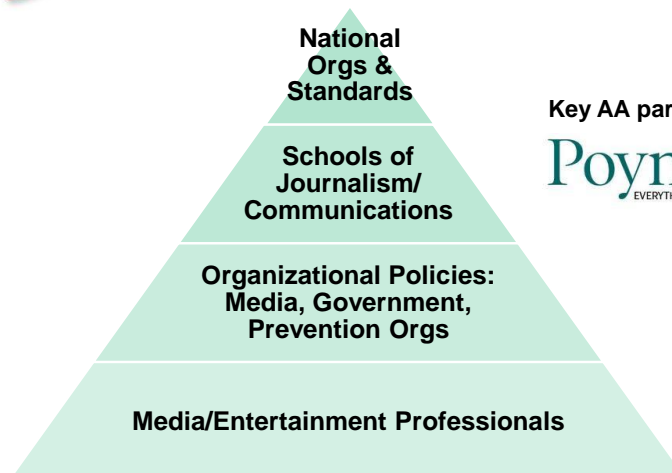 National
Orgs &
Standards
Key AA par
Schools of
Journalism/
Communications
Poyn
EVERYTH
Organizational Policies:
Media, Government,
Prevention Orgs
Media/Entertainment Professionals